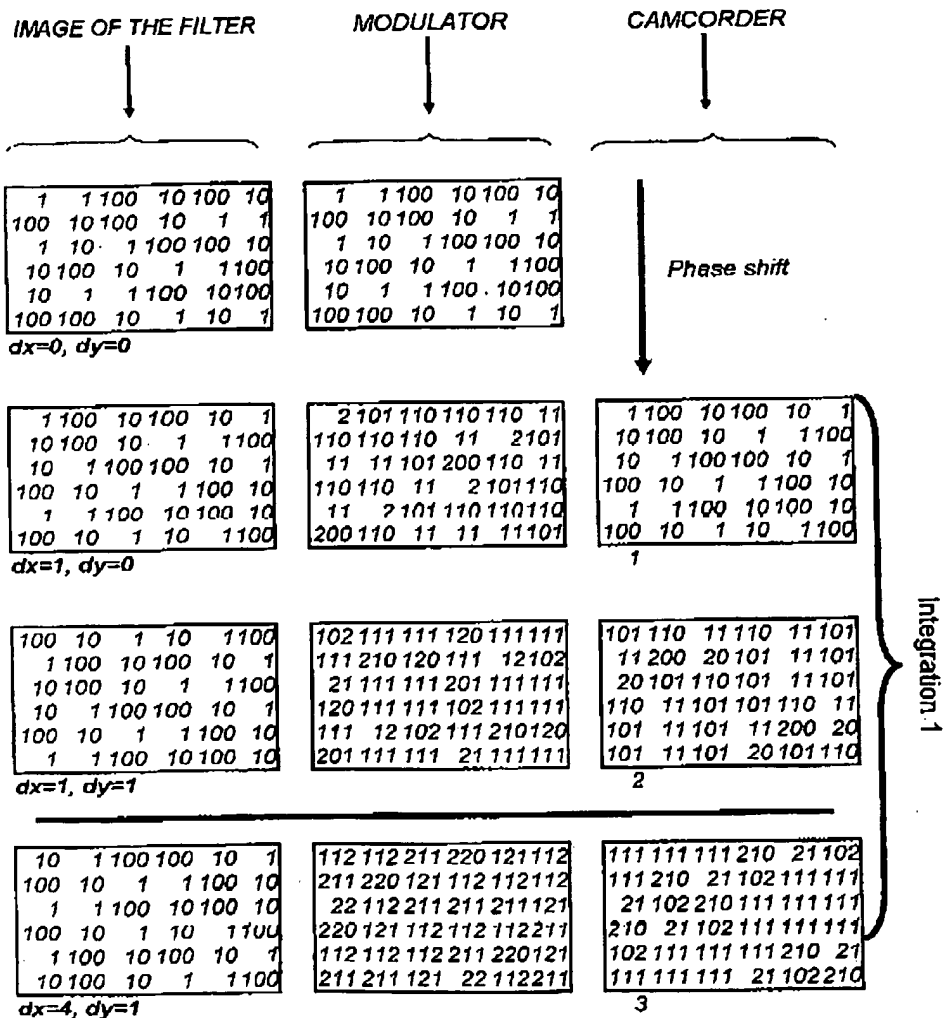 IMAGE OF THE FILTER
MODULATOR
CAMCORDER
1 1 100 10 100 10
100 10 100 10 1 1
1 10 1 100 100 10
10 100 10 1 1 100
10 1 1 100 10 100
100 100 10 1 10 1
dx=0, dy=0
1 1 100 10 100 10
100 10 100 10 1 1
1 10 1 100 100 10
10 100 10 1 1 100
10 1 1 100 10 100
100 100 10 1 10 1
Phase shift
1 100 10 100 10 1
10 100 10 1 1 100
10 1 100 100 10 1
100 10 1 1 100 10
1 1 100 10 100 10
100 10 1 10 1 100
dx=1, dy=0
2 101 110 110 110 11
110 110 110 11 2 101
11 11 101 200 110 11
110 110 11 2 101 110
11 2 101 110 110 110
200 110 11 11 11 101
1 100 10 100 10 1
10 100 10 1 1 100
10 1 100 100 10 1
100 10 1 1 100 10
1 1 100 10 100 10
100 10 1 10 1 100
1
100 10 1 10 1 100
1 100 10 100 10 1
10 100 10 1 1 100
10 1 100 100 10 1
100 10 1 1 100 10
1 1 100 10 100 10
dx=1, dy=1
102 111 111 120 111 111
111 210 120 111 12 102
21 111 111 201 111 111
120 111 111 102 111 111
111 12 102 111 210 120
201 111 111 21 111 111
101 110 11 110 11 101
11 200 20 101 11 101
20 101 110 101 11 101
110 11 101 101 110 11
101 11 101 11 200 20
101 11 101 20 101 110
2
Integration.1
10 1 100 100 10 1
100 10 1 1 100 10
1 1 100 10 100 10
100 10 1 10 1 100
1 100 10 100 10 1
10 100 10 1 1 100
dx=4, dy=1
112 112 211 220 121 112
211 220 121 112 112 112
22 112 211 211 211 121
220 121 112 112 112 211
112 112 112 211 220 121
211 211 121 22 112 211
111 111 111 210 21 102
111 210 21 102 111 111
21 102 210 111 111 111
210 21 102 111 111 111
102 111 111 111 210 21
111 111 111 21 102 210
3